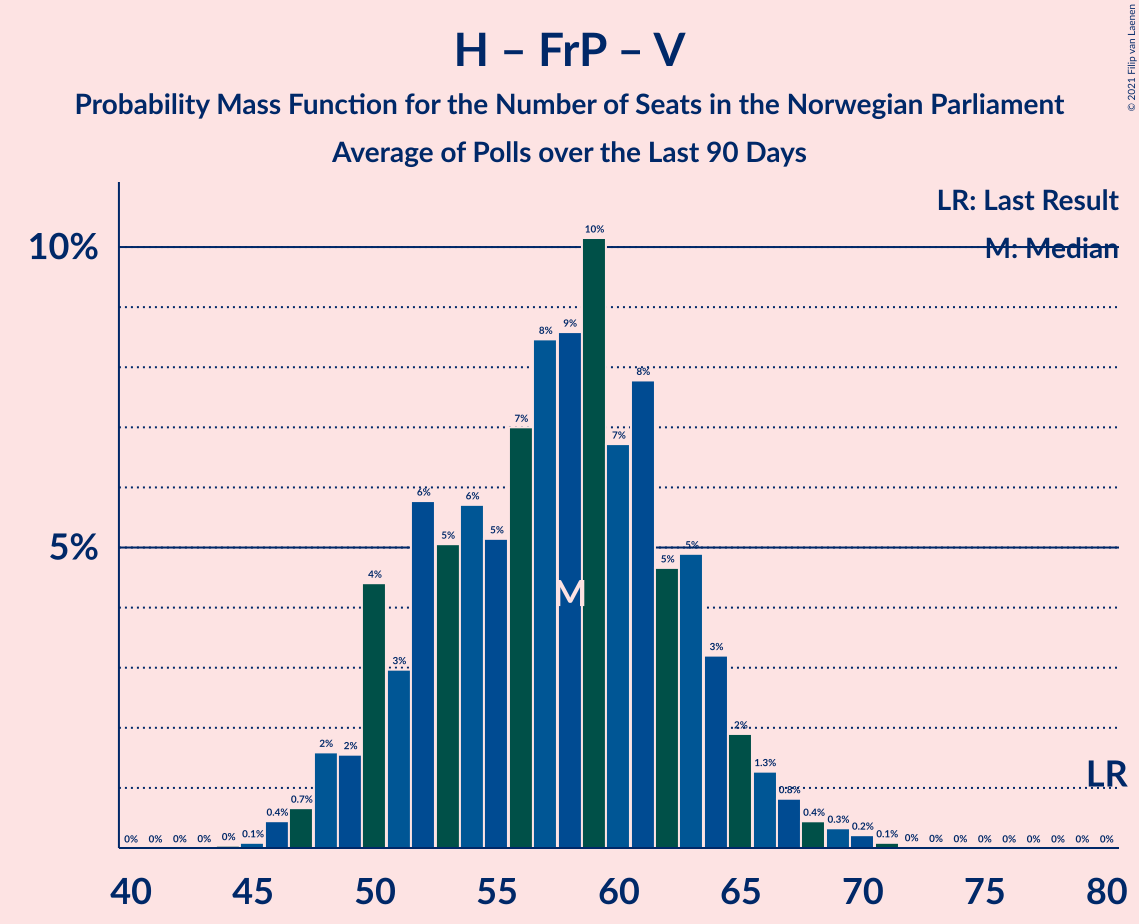 H – FrP – V
Probability Mass Function for the Number of Seats in the Norwegian Parliament
Average of Polls over the Last 90 Days
© 2021 Filip van Laenen
LR: Last Result
M: Median
10%
5%
0% 0% 0% 0% 0% 0.1% 0.4% 0.7% 2% 2% 4% 3% 6% 5% 6% 5% 7% 8% 9% 10% 7% 8% 5% 5% 3% 2% 1.3% 0.8% 0.4% 0.3% 0.2% 0.1% 0% 0% 0% 0% 0% 0% 0% 0% 0%
M
LR
40 45 50 55 60 65 70 75 80